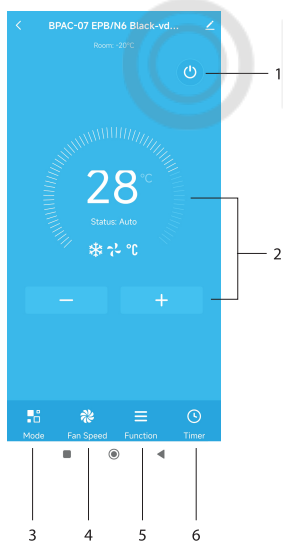 BPAC-07 EPB/N6 Black-vd...
Room: -20°C
1
28°C
Status: Auto
°C
2
− +
Mode Fan Speed Function Timer
3 4 5 6